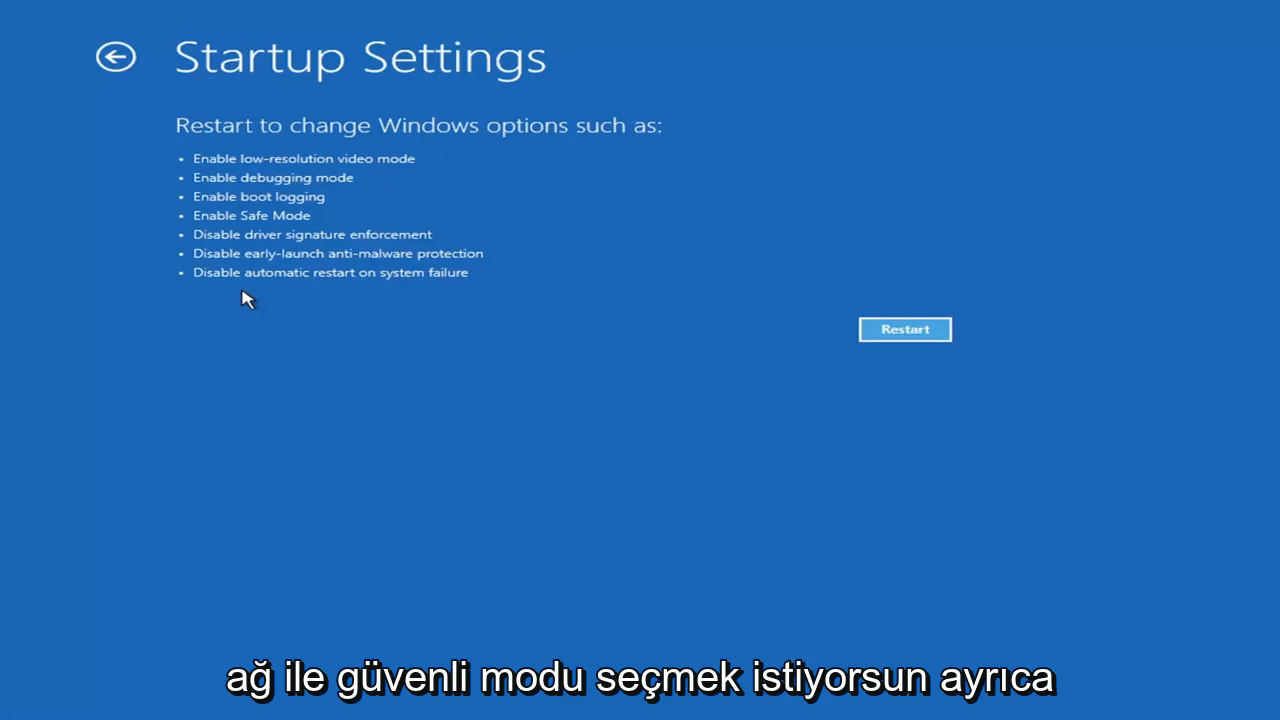 Startup Settings
Restart to change Windows options such as:
• Enable low-resolution video mode
• Enable debugging mode
• Enable boot logging
• Enable Safe Mode
• Disable driver signature enforcement
• Disable early-launch anti-malware protection
• Disable automatic restart on system failure
Restart
ağ ile güvenli modu seçmek istiyorsun ayrıca